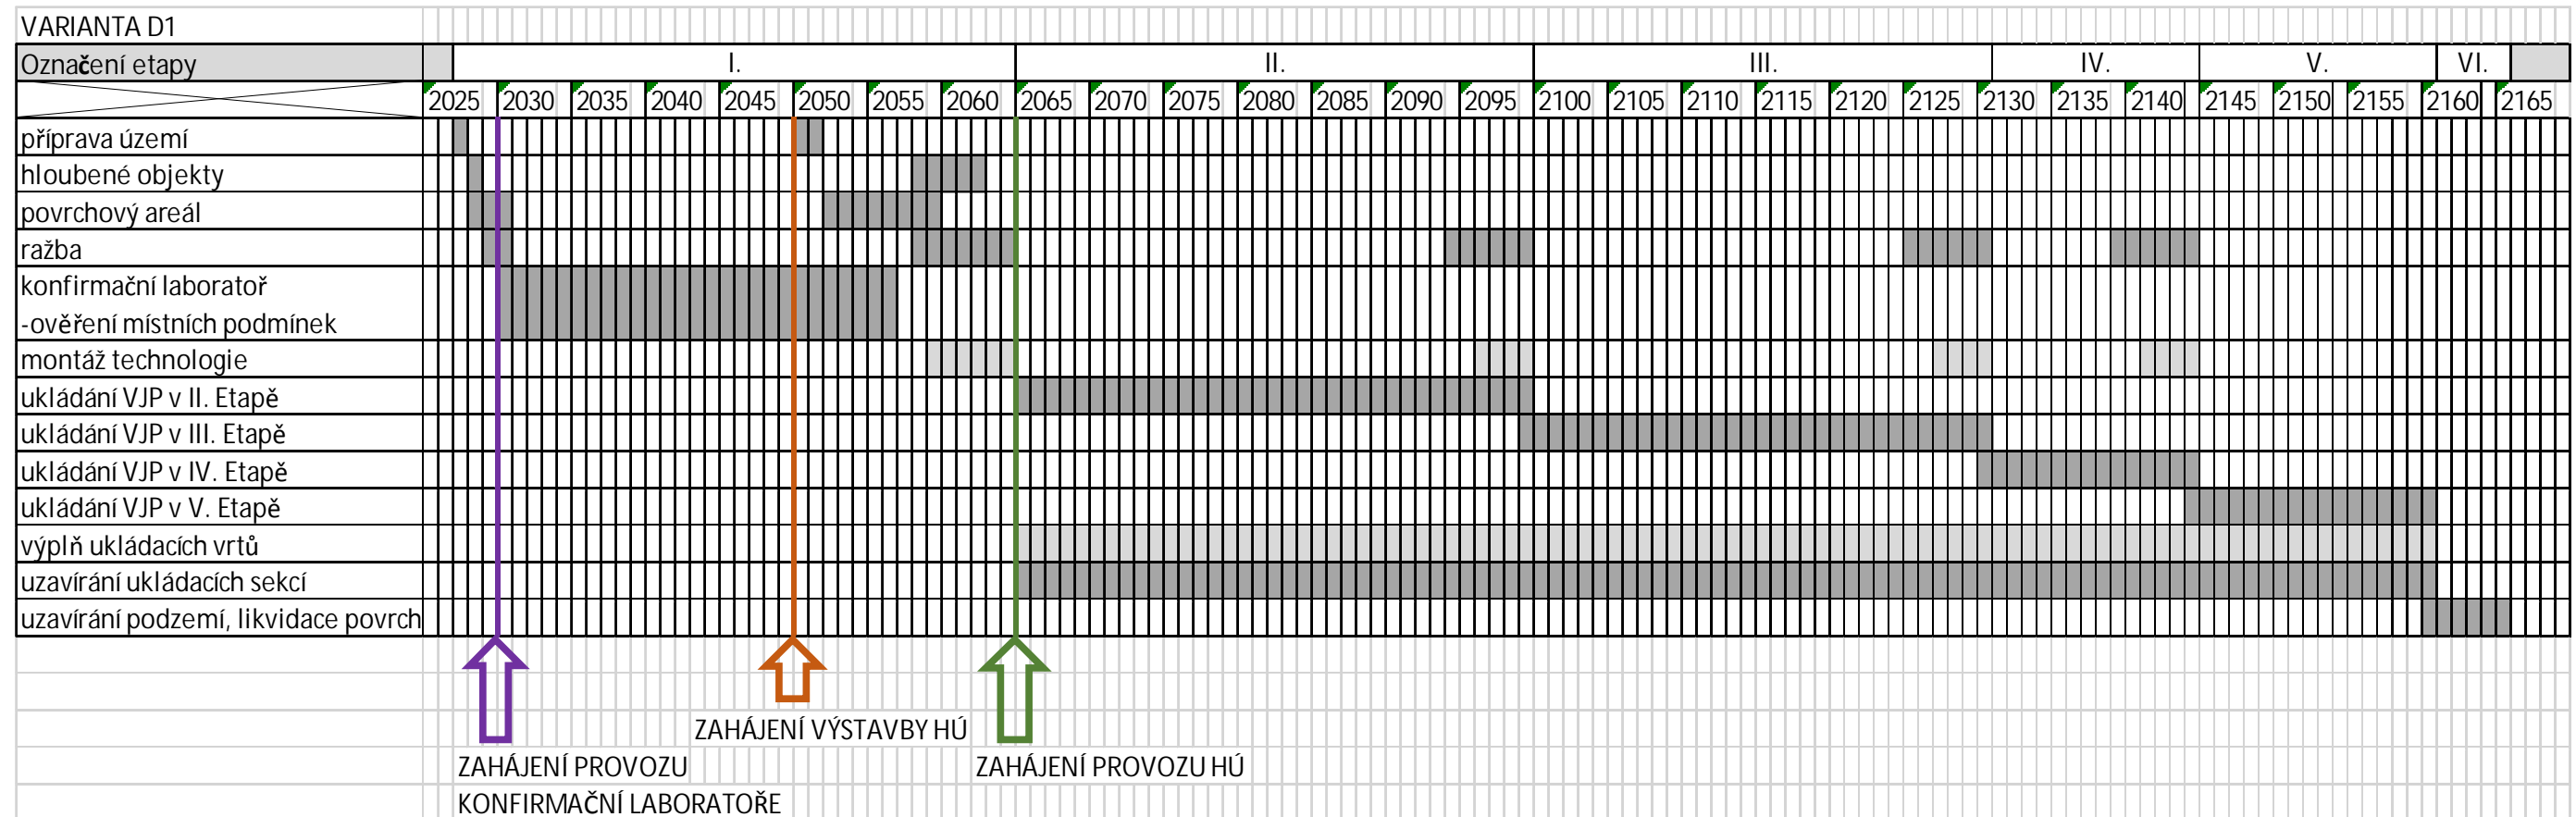 VARIANTA D1
Označení etapy I. II. III. IV. V. VI.
2025 2030 2035 2040 2045 2050 2055 2060 2065 2070 2075 2080 2085 2090 2095 2100 2105 2110 2115 2120 2125 2130 2135 2140 2145 2150 2155 2160 2165
příprava území
hloubené objekty
povrchový areál
ražba
konfirmační laboratoř
-ověření místních podmínek
montáž technologie
ukládání VJP v II. Etapě
ukládání VJP v III. Etapě
ukládání VJP v IV. Etapě
ukládání VJP v V. Etapě
výplň ukládacích vrtů
uzavírání ukládacích sekcí
uzavírání podzemí, likvidace povrch
ZAHÁJENÍ VÝSTAVBY HÚ
ZAHÁJENÍ PROVOZU
KONFIRMAČNÍ LABORATOŘE
ZAHÁJENÍ PROVOZU HÚ